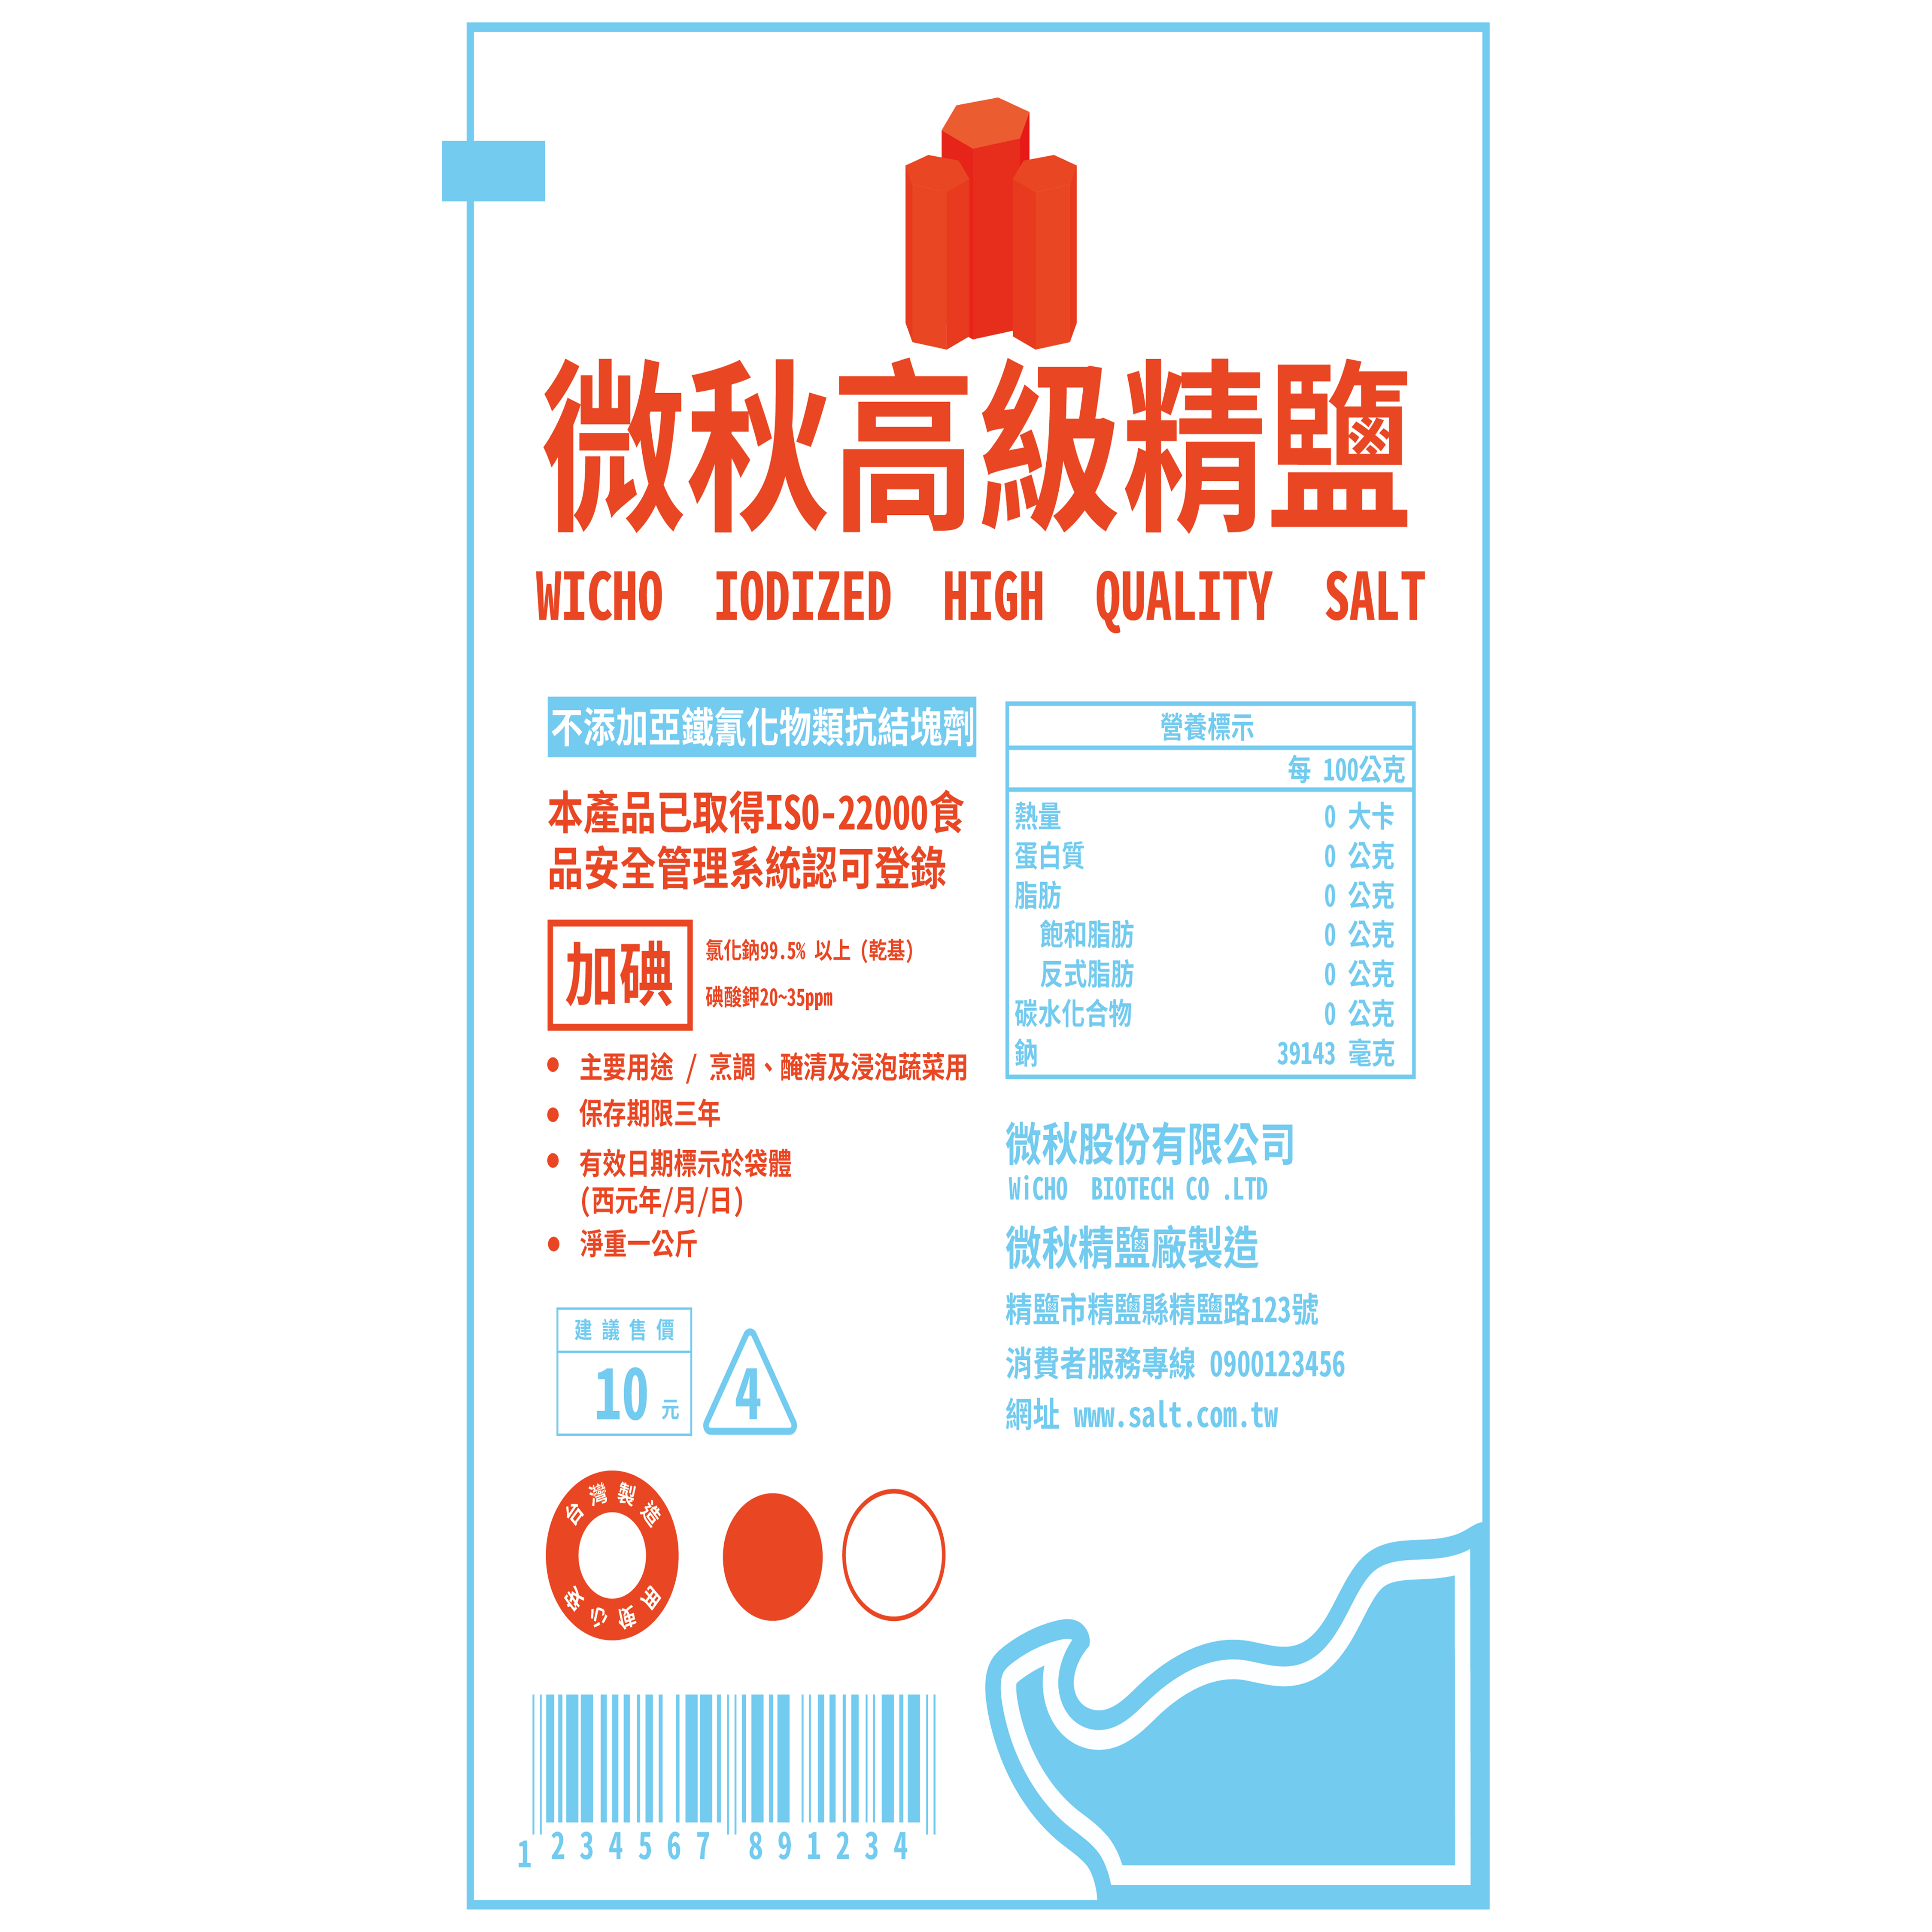 微秋高級精鹽
WICHO IODIZED HIGH QUALITY SALT
不添加亞鐵氰化物類抗結塊劑
本產品已取得ISO-22000食
品安全管理系統認可登錄
加碘
氯化鈉99.5% 以上(乾基)
碘酸鉀20~35ppm
• 主要用途 / 烹調、醃清及浸泡蔬菜用
• 保存期限三年
• 有效日期標示於袋體
(西元年/月/日)
• 淨重一公斤
建議售價
10 元
4
台灣製造
安心食用
1 234567 891234
營養標示
每 100公克
熱量 0 大卡
蛋白質 0 公克
脂肪 0 公克
飽和脂肪 0 公克
反式脂肪 0 公克
碳水化合物 0 公克
鈉 39143 毫克
微秋股份有限公司
WiCHO BIOTECH CO .LTD
微秋精鹽廠製造
精鹽市精鹽縣精鹽路123號
消費者服務專線 0900123456
網址 www.salt.com.tw